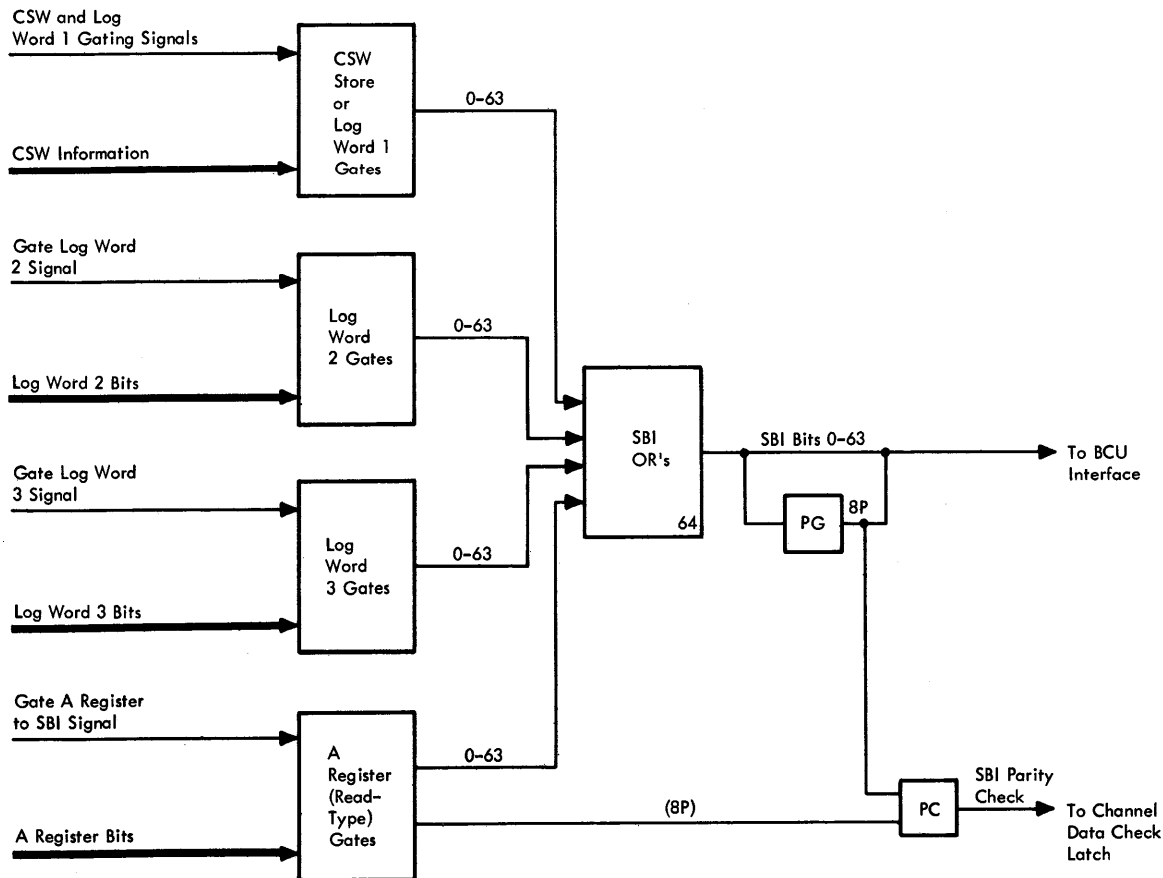 CSW and Log
Word 1 Gating Signals
CSW Information
CSW
Store
or
Log
Word 1
Gates
0-63
Gate Log Word
2 Signal
Log Word 2 Bits
Log
Word
2 Gates
0-63
Gate Log Word
3 Signal
Log Word 3 Bits
Log
Word
3 Gates
0-63
Gate A Register
to SBI Signal
A Register Bits
A
Register
(Read-
Type)
Gates
0-63
(8P)
SBI
OR's
64
SBI Bits 0-63
PG
8P
To BCU
Interface
PC
SBI Parity
Check
To Channel
Data Check
Latch